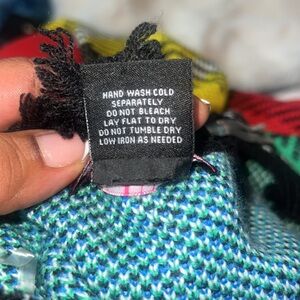 HAND WASH COLD
SEPARATELY
DO NOT BLEACH
LAY FLAT TO DRY
DO NOT TUMBLE DRY
LOW IRON AS NEEDED